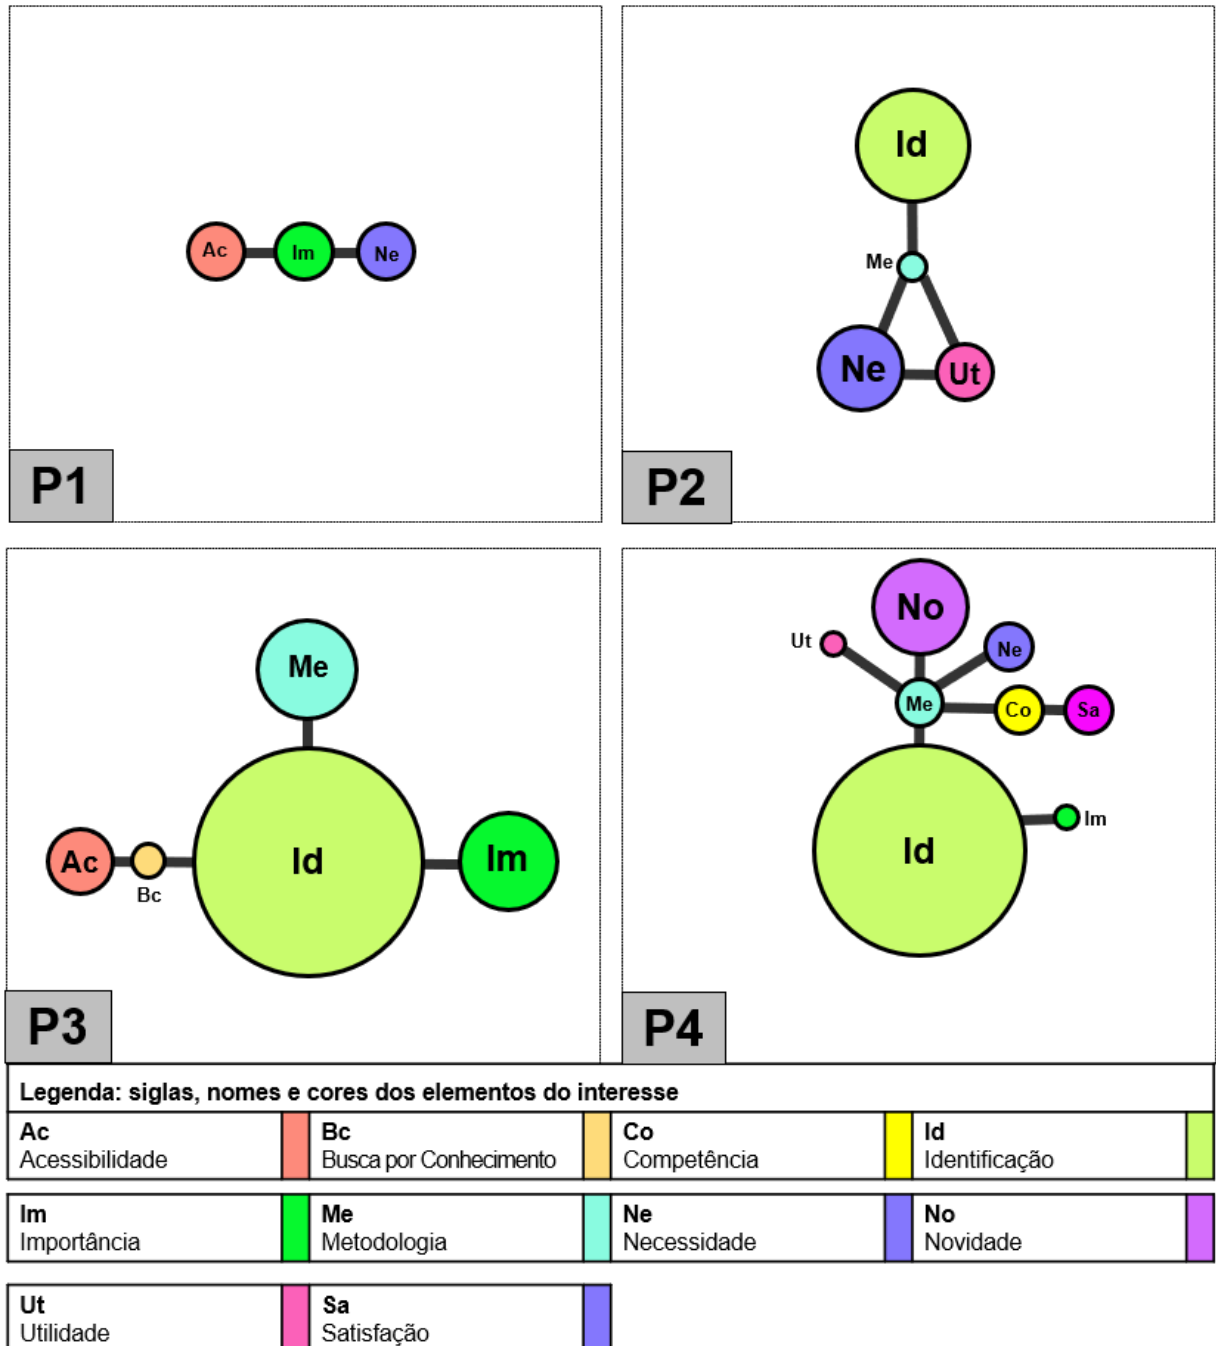 Ac Im Ne
P1
Id
Me
Ne Ut
P2
Me
Ac Bc Id Im
P3
No
Ut Ne
Me Co Sa
Im
Id
P4
Legenda: siglas, nomes e cores dos elementos do interesse
Ac Bc Co Id
Acessibilidade Busca por Conhecimento Competência Identificação
Im Me Ne No
Importância Metodologia Necessidade Novidade
Ut Sa
Utilidade Satisfação